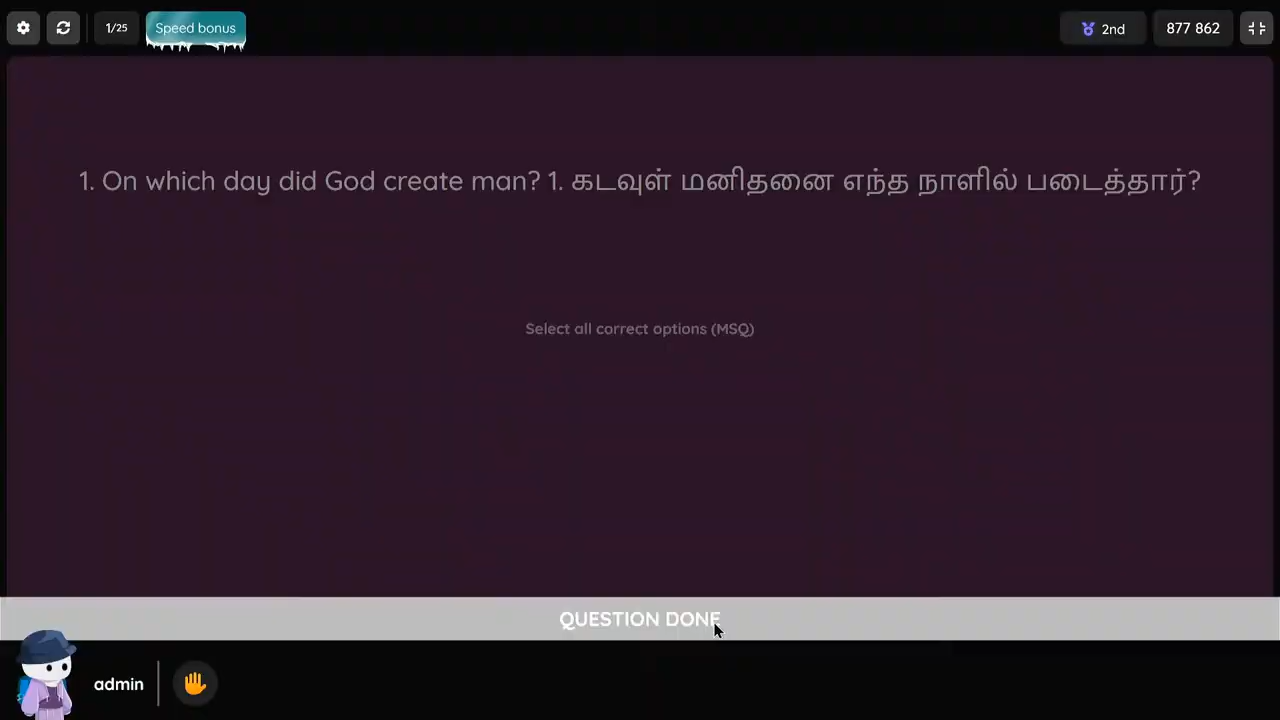 1/25
Speed bonus
2nd
877 862
1. On which day did God create man? 1. கடவுள் மனிதனை எந்த நாளில் படைத்தார்?
Select all correct options (MSQ)
QUESTION DONE
admin